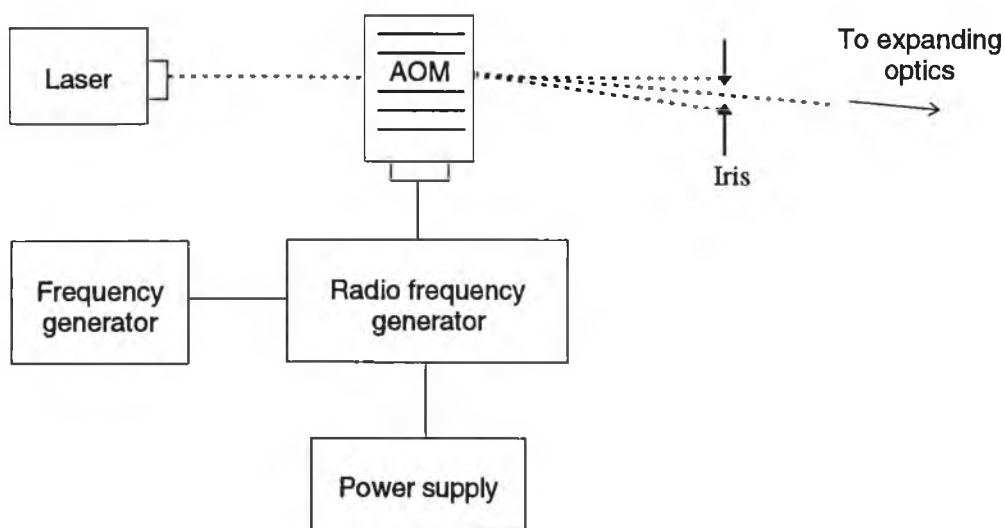 Laser
AOM
To expanding
optics
Iris
Frequency
generator
Radio frequency
generator
Power supply